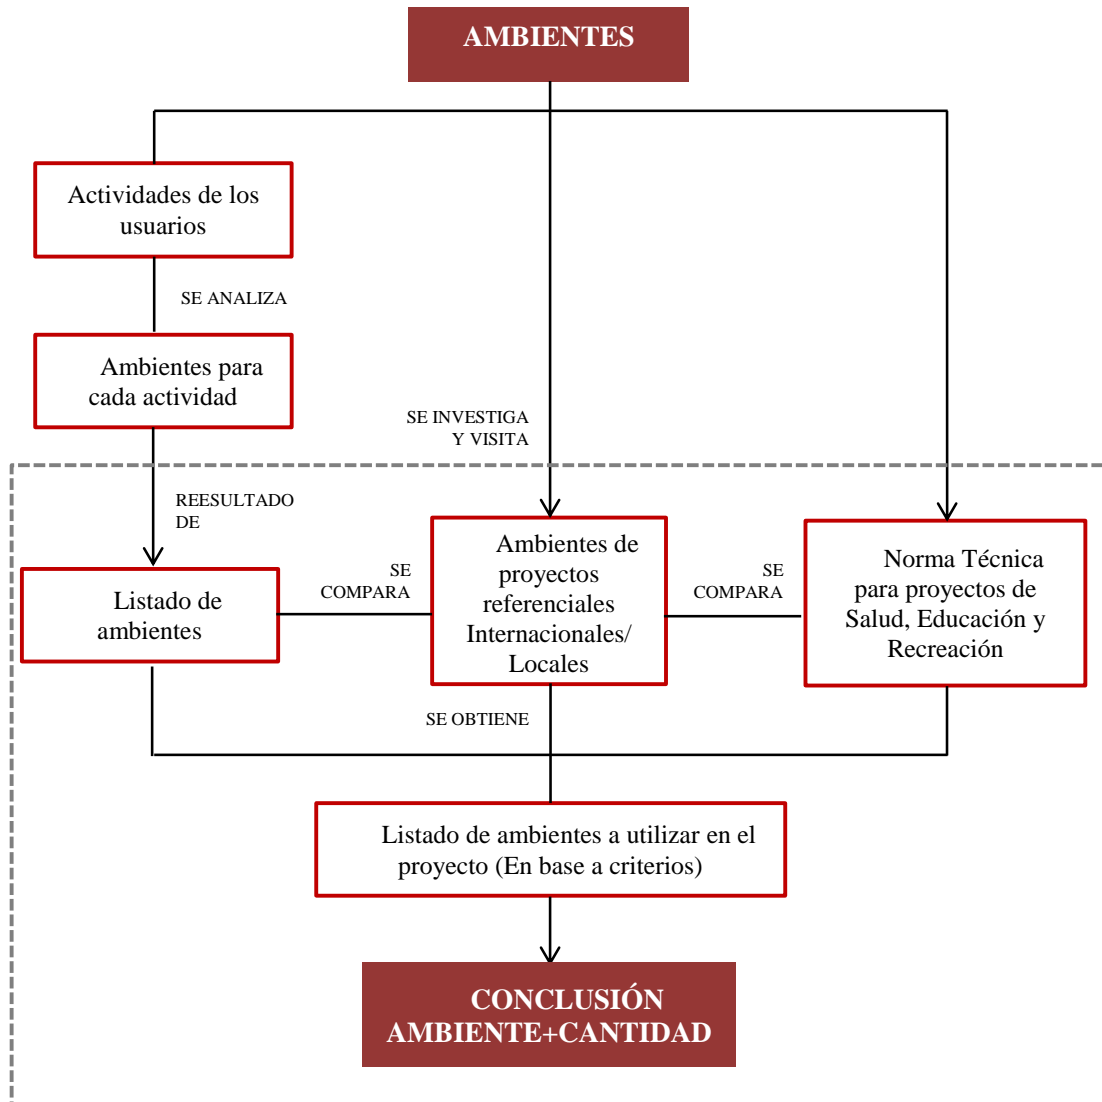 AMBIENTES
Actividades de los
usuarios
SE ANALIZA
Ambientes para
cada actividad
SE INVESTIGA
Y VISITA
REESULTADO
DE
Listado de
ambientes
SE
COMPARA
Ambientes de
proyectos
referenciales
Internacionales/
Locales
SE
COMPARA
Norma Técnica
para proyectos de
Salud, Educación y
Recreación
SE OBTIENE
Listado de ambientes a utilizar en el
proyecto (En base a criterios)
CONCLUSIÓN
AMBIENTE+CANTIDAD